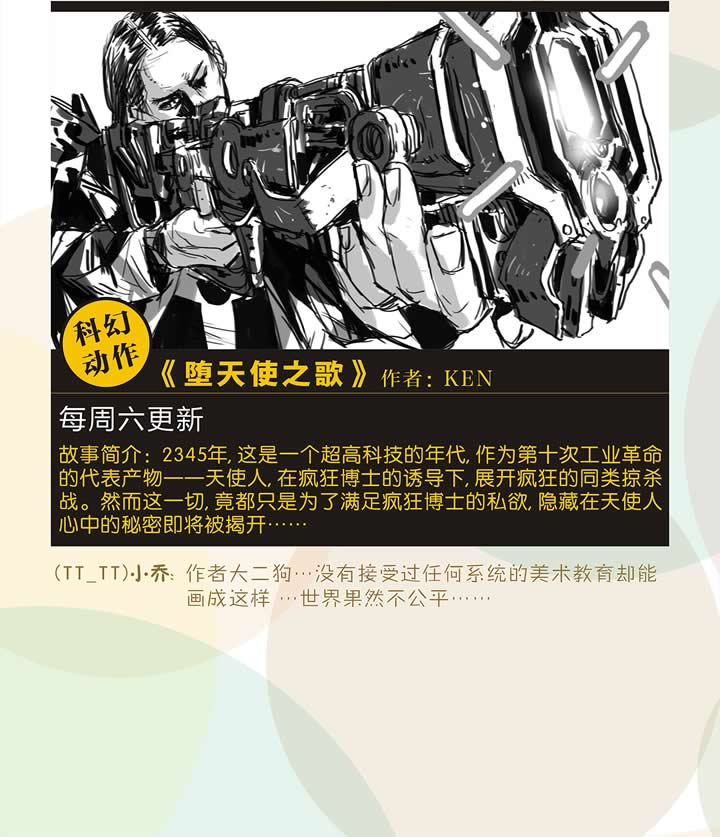 科幻
动作
《堕天使之歌》作者：KEN
每周六更新
故事简介：2345年, 这是一个超高科技的年代, 作为第十次工业革命
的代表产物——天使人, 在疯狂博士的诱导下, 展开疯狂的同类掠杀
战。然而这一切, 竟都只是为了满足疯狂博士的私欲, 隐藏在天使人
心中的秘密即将被揭开……
(TT_TT)小·乔：作者大二狗…没有接受过任何系统的美术教育却能
画成这样 …世界果然不公平……